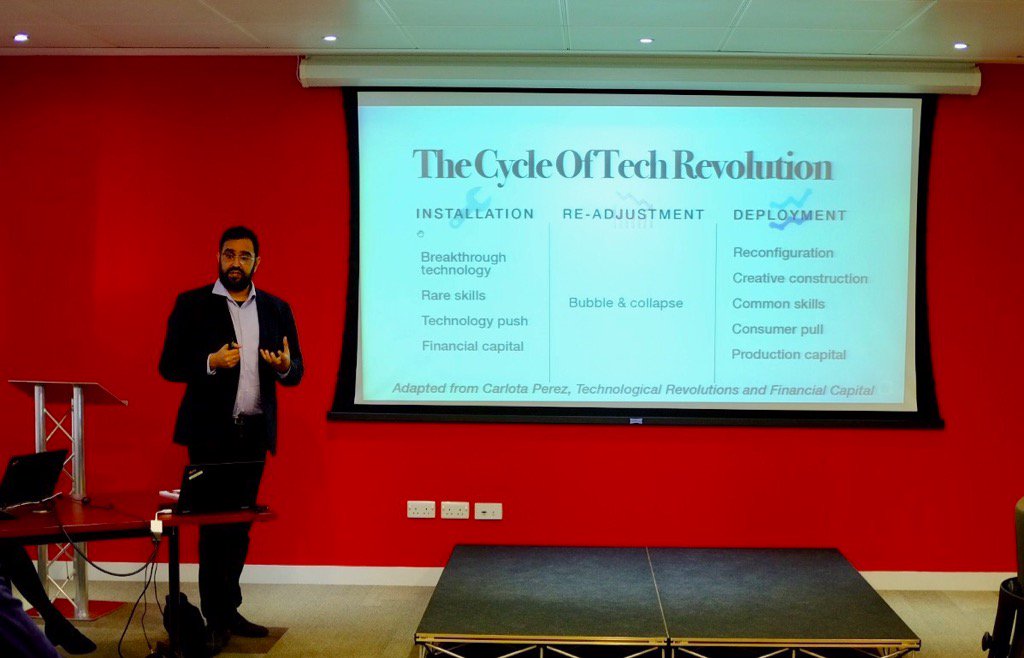 The Cycle Of Tech Revolution
INSTALLATION
Breakthrough
technology
Rare skills
Technology push
Financial capital
RE-ADJUSTMENT
Bubble & collapse
DEPLOYMENT
Reconfiguration
Creative construction
Common skills
Consumer pull
Production capital
Adapted from Carlota Perez, Technological Revolutions and Financial Capital